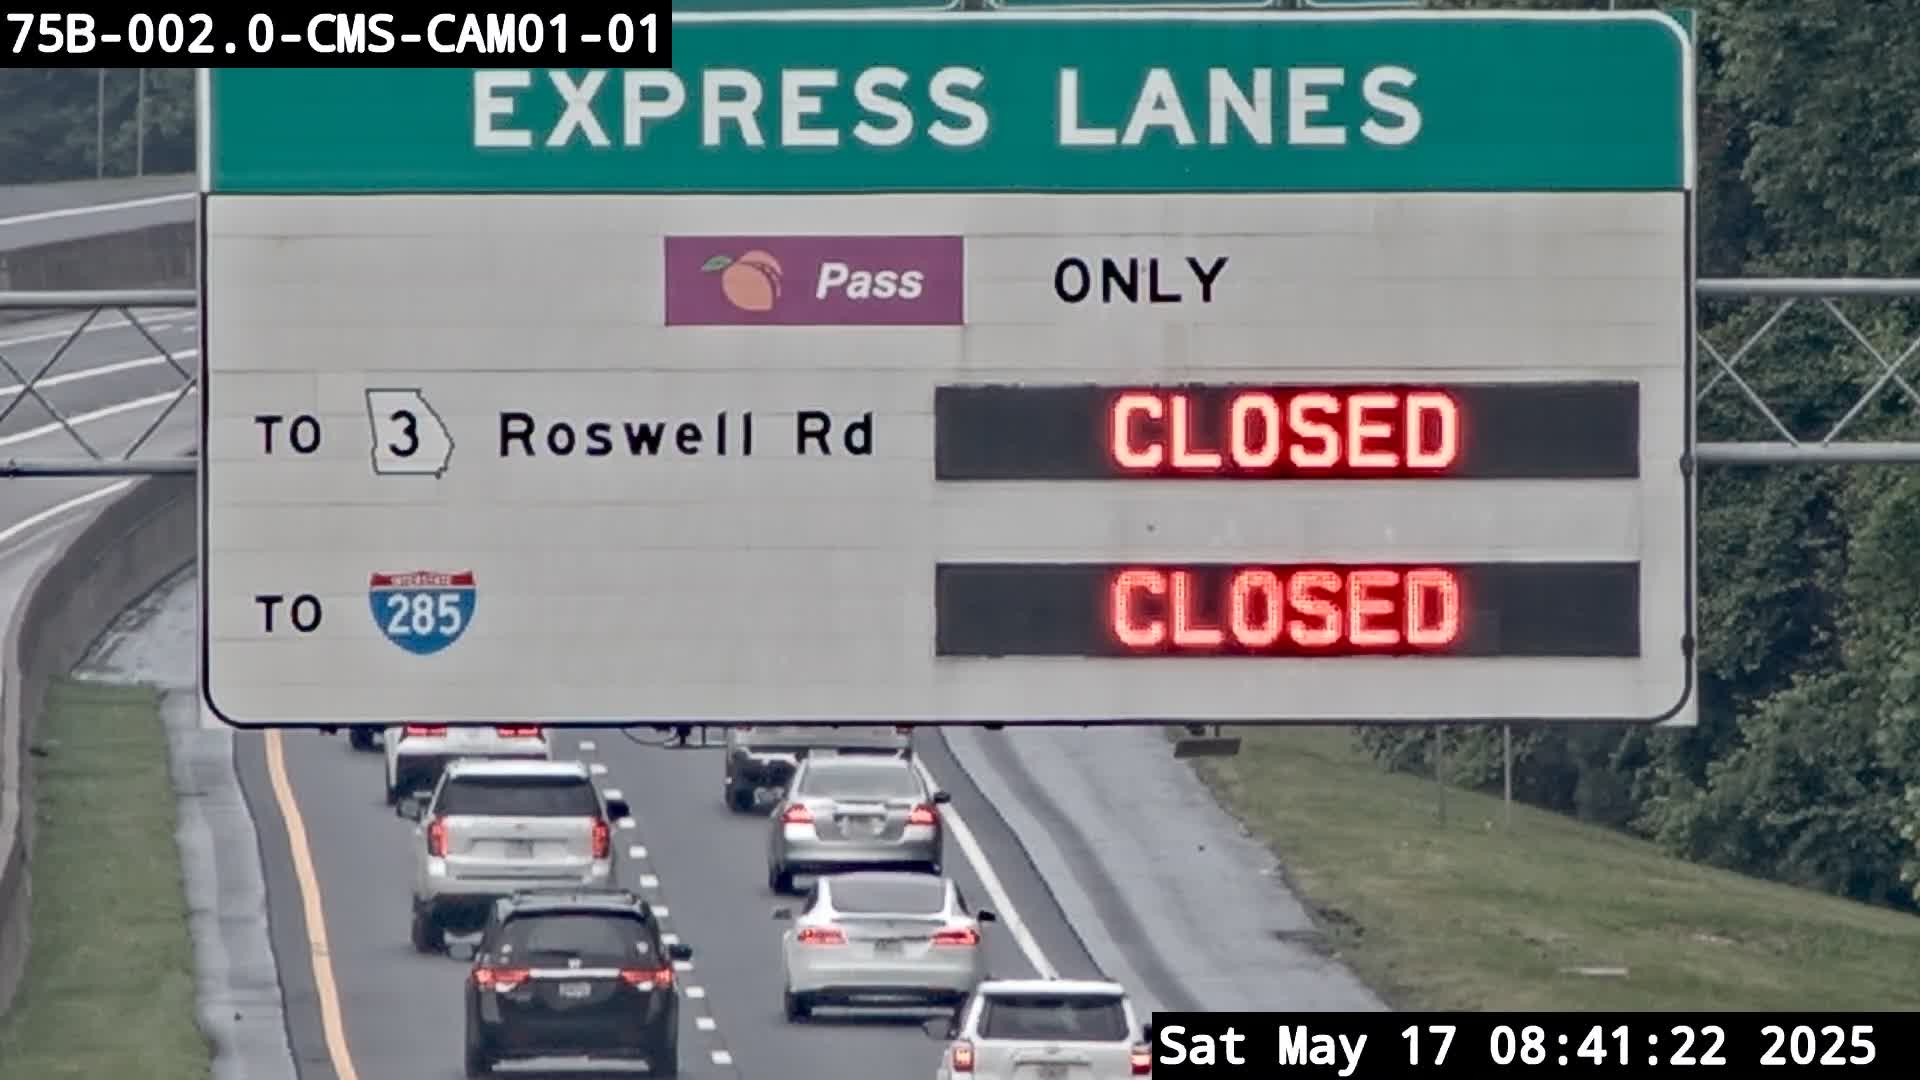 75B-002.0-CMS-CAM01-01
EXPRESS LANES
Pass ONLY
TO 3 Roswell Rd CLOSED
INTERSTATE
TO 285 CLOSED
Sat May 17 08:41:22 2025